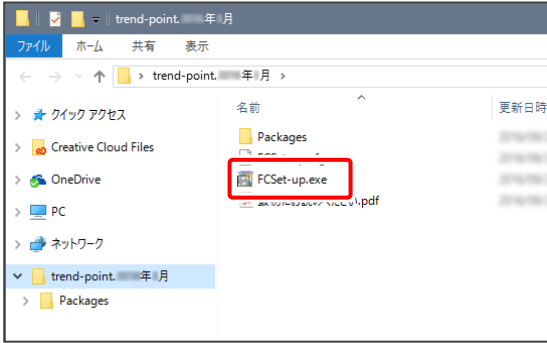 trend-point. 年 月
ファイル ホーム 共有 表示
trend-point. 年 月
名前 更新日時
クイック アクセス
Packages
Creative Cloud Files
OneDrive
FCSet-up.exe
.pdf
PC
ネットワーク
trend-point. 年 月
Packages